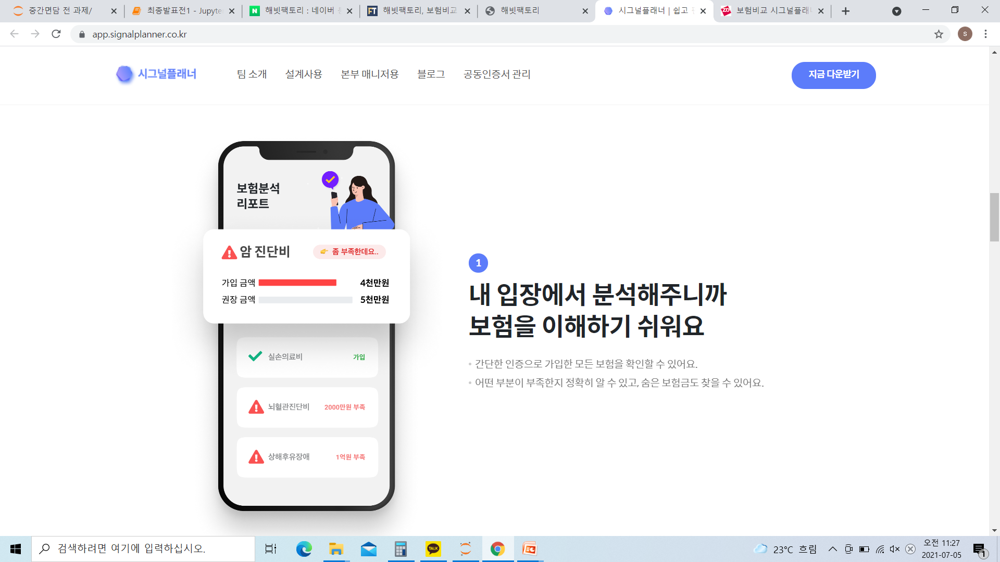 중간면담 전 과제/
최종발표전1 - Jupyte
해빗팩토리 : 네이버
해빗팩토리, 보험비교
해빗팩토리
시그널플래너 | 쉽고
보험비교 시그널플래
app.signalplanner.co.kr
S
시그널플래너
팀 소개
설계사용
본부 매니저용
블로그
공동인증서 관리
지금 다운받기
보험분석
리포트
암 진단비
좀 부족한데요..
가입 금액 4천만원
권장 금액 5천만원
실손의료비 가입
뇌혈관진단비 2000만원 부족
상해후유장애 1억원 부족
1
내 입장에서 분석해주니까
보험을 이해하기 쉬워요
• 간단한 인증으로 가입한 모든 보험을 확인할 수 있어요.
• 어떤 부분이 부족한지 정확히 알 수 있고, 숨은 보험금도 찾을 수 있어요.
검색하려면 여기에 입력하십시오.
TALK
23°C 흐림
오전 11:27
2021-07-05
1